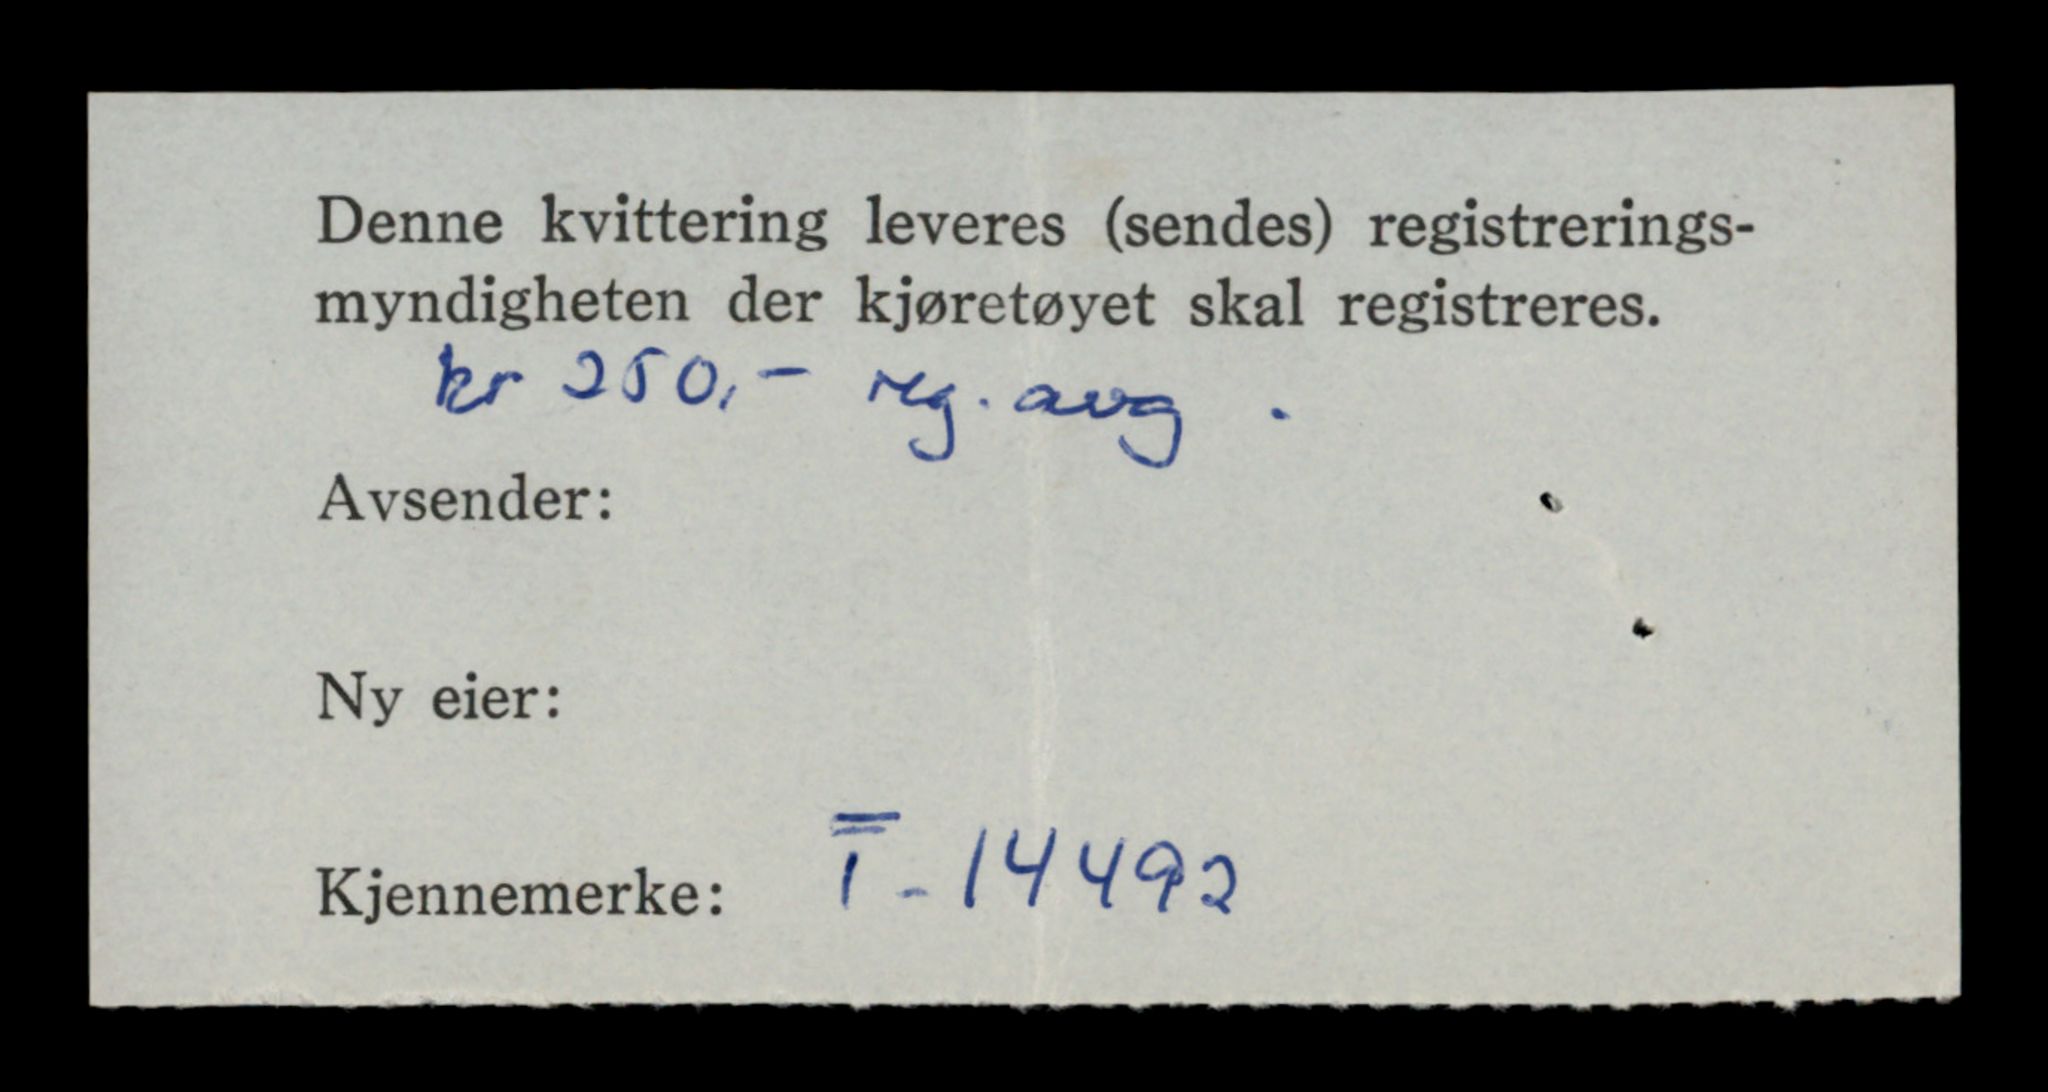 Denne kvittering leveres (sendes) registrerings-
myndigheten der kjøretøyet skal registreres.
kr 250,- reg. avg.
Avsender:
Ny eier:
Kjennemerke: T-14492